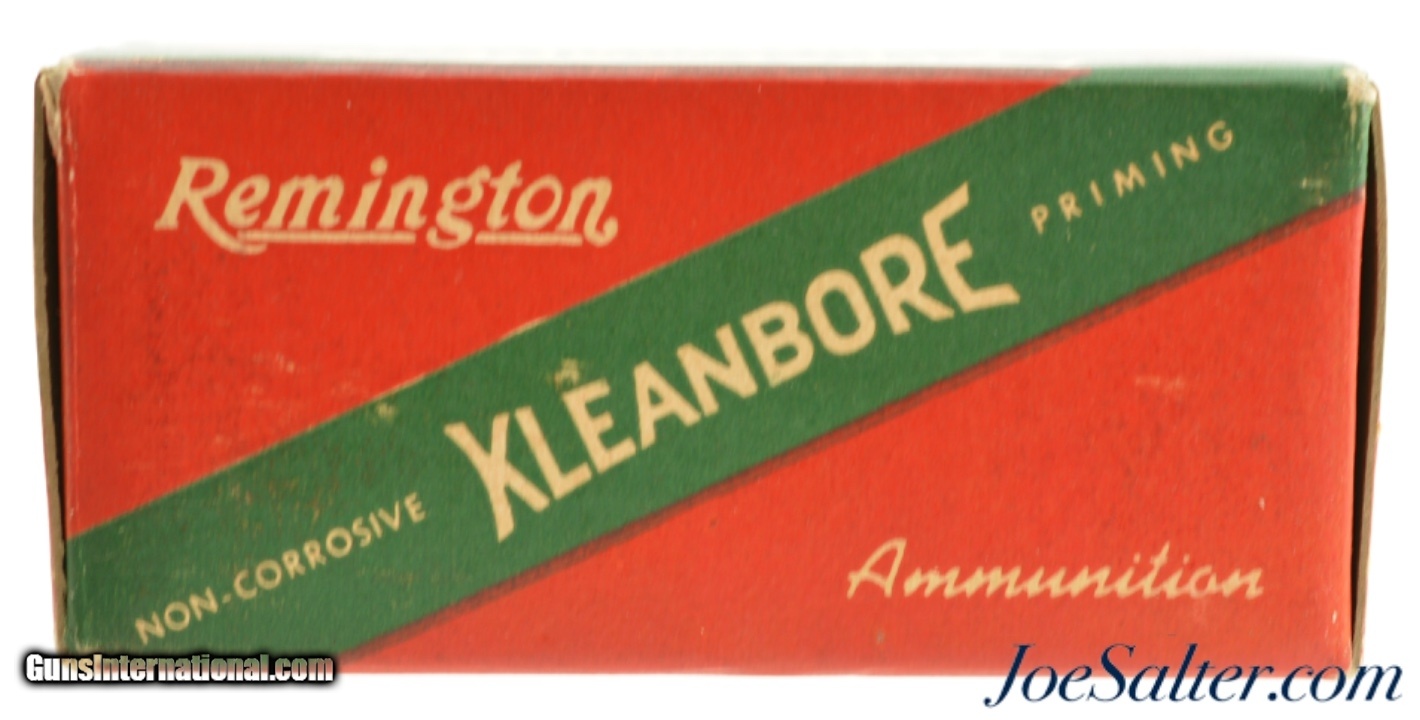 Remington
NON-CORROSIVE KLEANBORE PRIMING
Ammunition
GunsInternational.com
JoeSalter.com